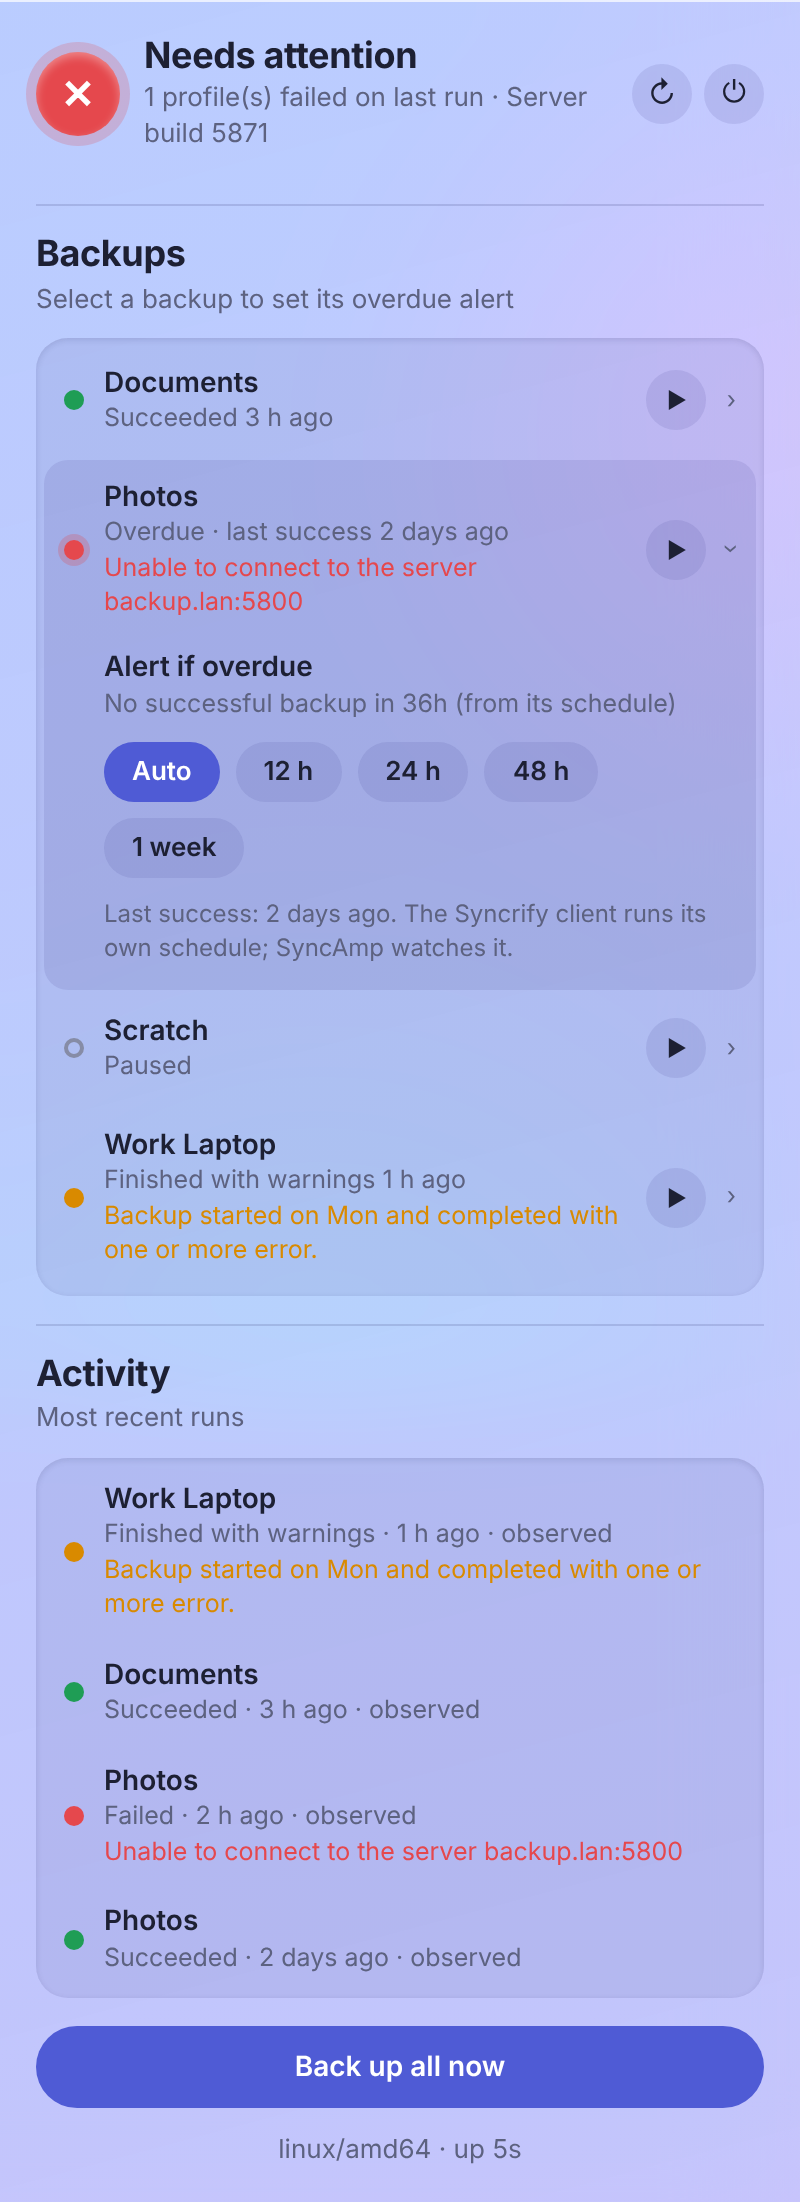 Needs attention
1 profile(s) failed on last run · Server
build 5871
Backups
Select a backup to set its overdue alert
Documents
Succeeded 3 h ago
Photos
Overdue · last success 2 days ago
Unable to connect to the server
backup.lan:5800
Alert if overdue
No successful backup in 36h (from its schedule)
Auto 12 h 24 h 48 h
1 week
Last success: 2 days ago. The Syncrify client runs its
own schedule; SyncAmp watches it.
Scratch
Paused
Work Laptop
Finished with warnings 1 h ago
Backup started on Mon and completed with
one or more error.
Activity
Most recent runs
Work Laptop
Finished with warnings · 1 h ago · observed
Backup started on Mon and completed with one or
more error.
Documents
Succeeded · 3 h ago · observed
Photos
Failed · 2 h ago · observed
Unable to connect to the server backup.lan:5800
Photos
Succeeded · 2 days ago · observed
Back up all now
linux/amd64 · up 5s